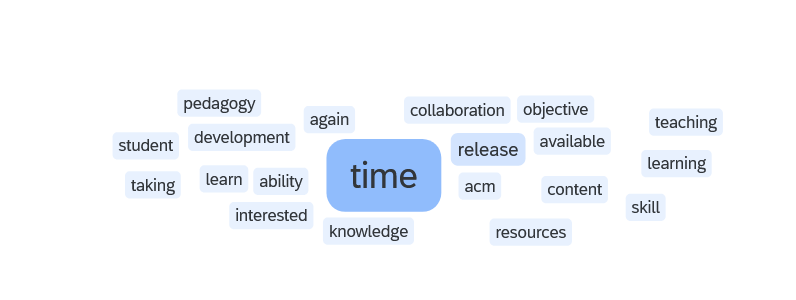 pedagogy
collaboration
objective
again
teaching
development
student
available
release
learning
time
learn
ability
taking
acm
content
skill
interested
knowledge
resources